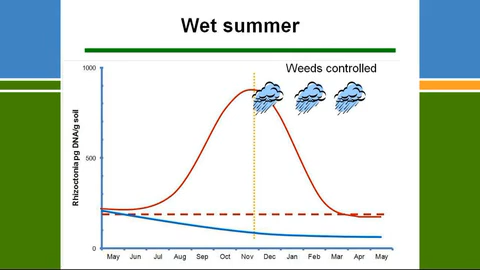 Wet summer
Weeds controlled
Rhizoctonia pg DNA/g soil
1000
500
0
May Jun Jul Aug Sep Oct Nov Dec Jan Feb Mar Apr May